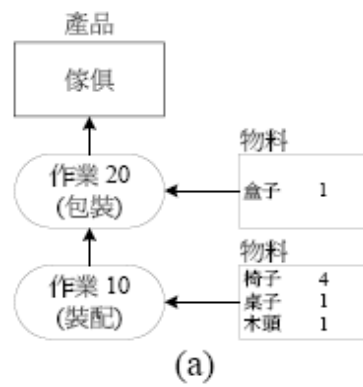 產品
傢俱
物料
作業 20
(包裝)
盒子 1
物料
作業 10
(裝配)
椅子 4
桌子 1
木頭 1
(a)